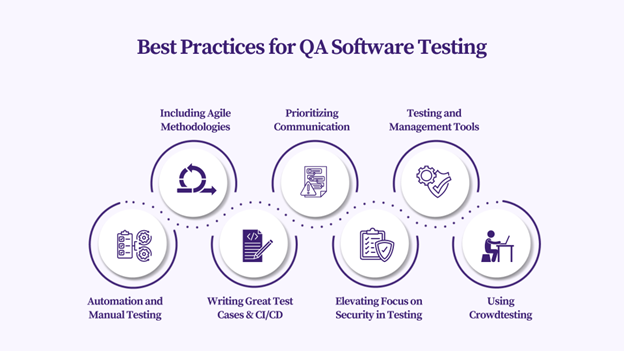 Best Practices for QA Software Testing
Including Agile
Methodologies
Prioritizing
Communication
Testing and
Management Tools
Automation and
Manual Testing
Writing Great Test
Cases & CI/CD
Elevating Focus on
Security in Testing
Using
Crowdtesting